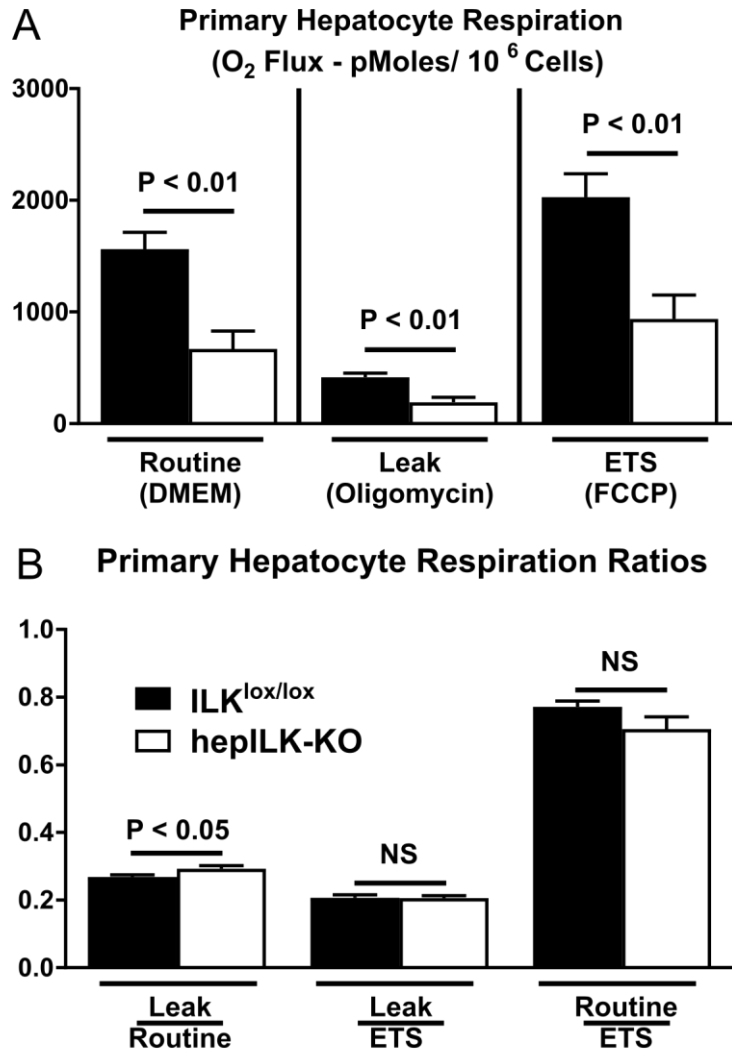 A
Primary Hepatocyte Respiration
(O₂ Flux - pMoles/ 10 ⁶ Cells)
3000
2000
1000
0
P < 0.01
P < 0.01
P < 0.01
Routine
(DMEM)
Leak
(Oligomycin)
ETS
(FCCP)
B
Primary Hepatocyte Respiration Ratios
1.0
0.8
0.6
0.4
0.2
0.0
ILK^lox/lox
hepILK-KO
P < 0.05
NS
NS
Leak
Routine
Leak
ETS
Routine
ETS